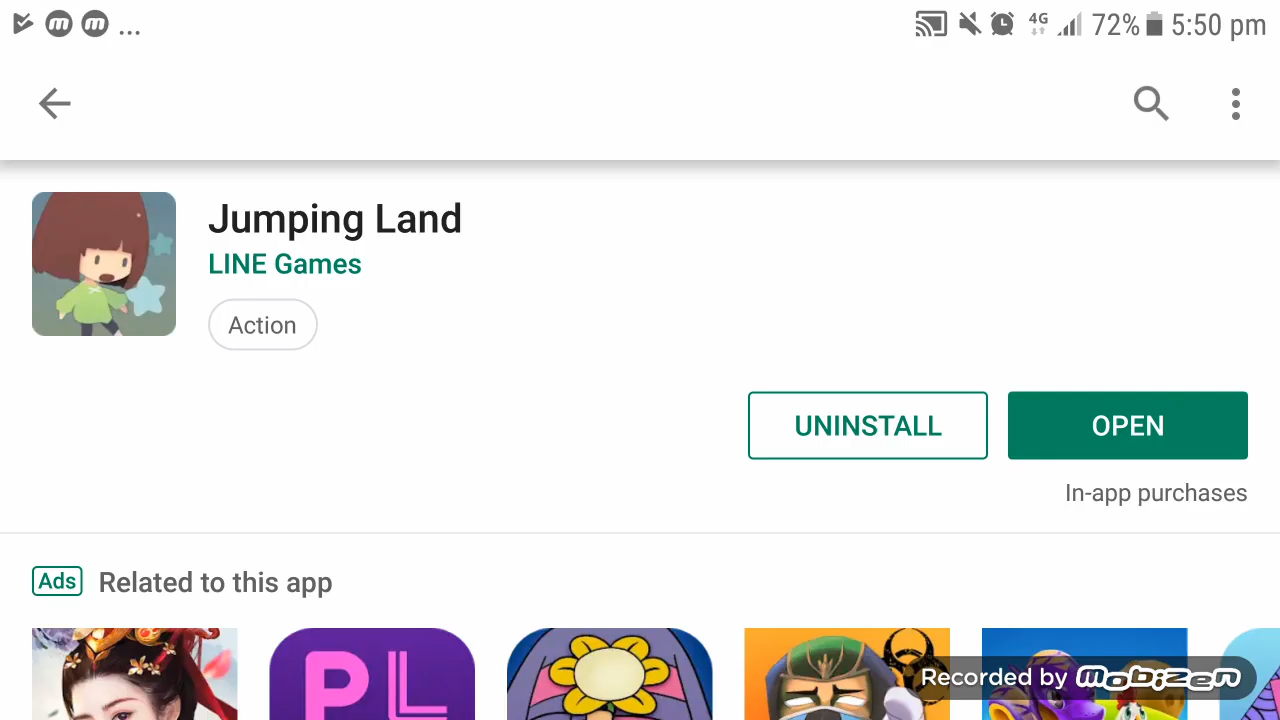 m m ... 4G 72% 5:50 pm
Jumping Land
LINE Games
Action
UNINSTALL OPEN
In-app purchases
Ads Related to this app
PL
Recorded by mobizen